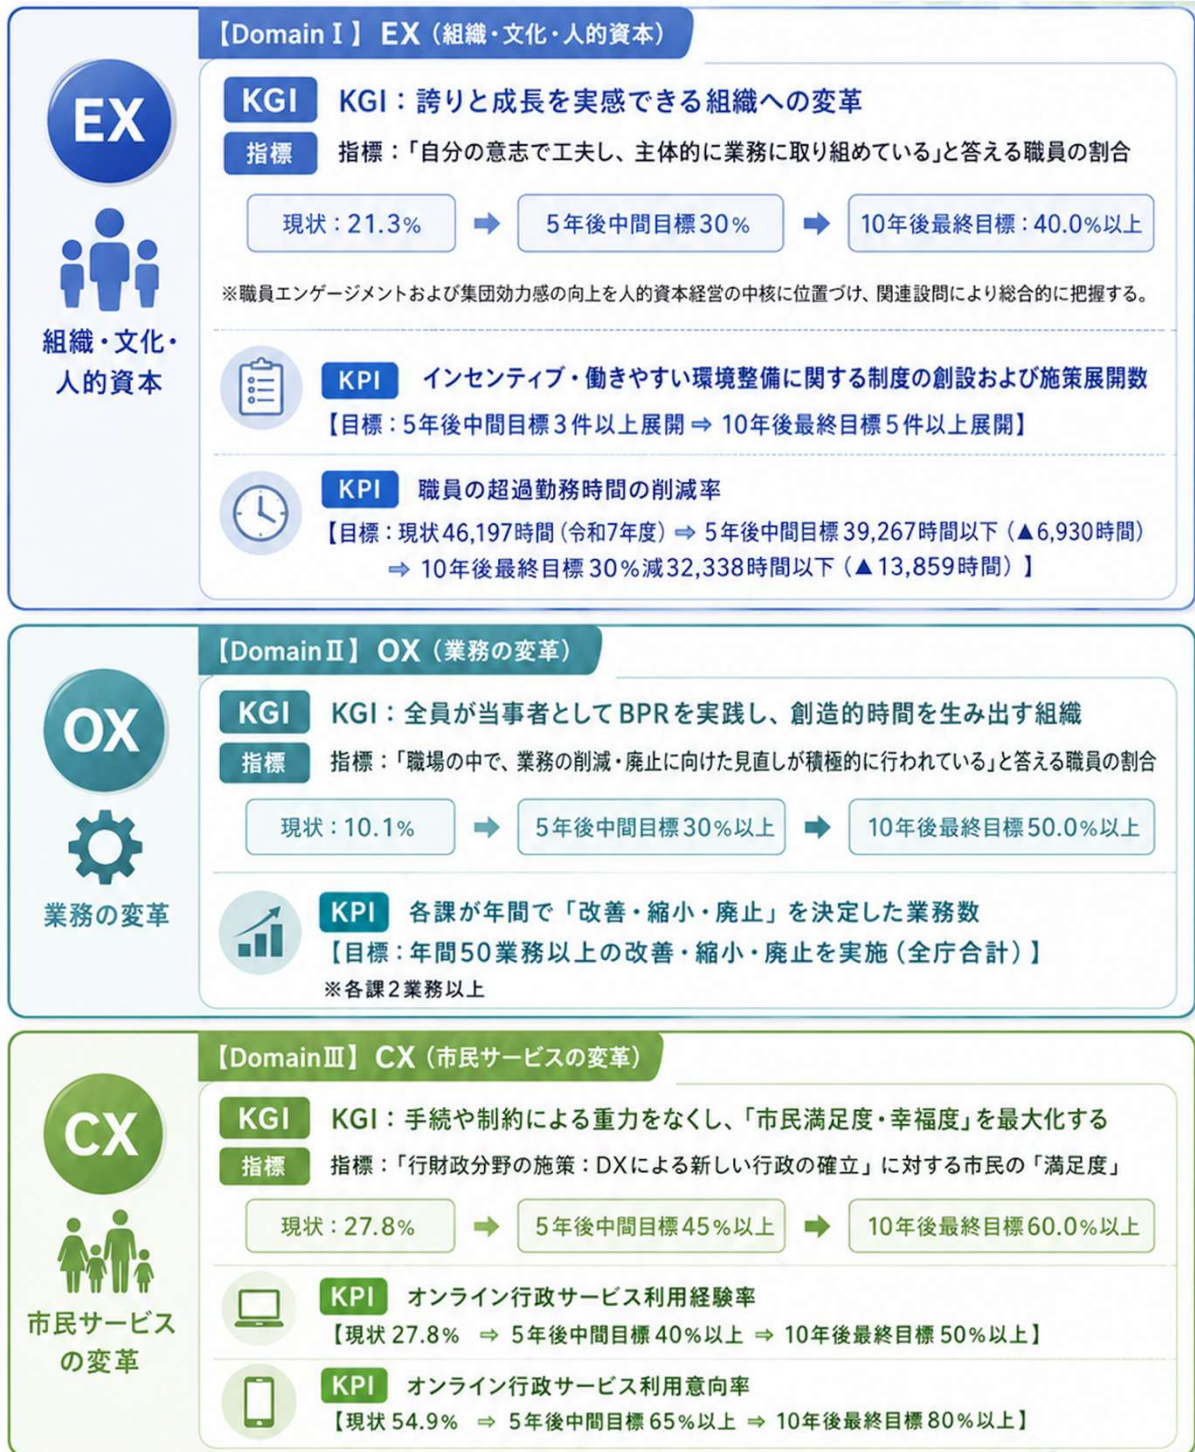 【Domain Ⅰ】 EX（組織・文化・人的資本）
EX
組織・文化・
人的資本
KGI
KGI：誇りと成長を実感できる組織への変革
指標
指標：「自分の意志で工夫し、主体的に業務に取り組めている」と答える職員の割合
現状：21.3% ➡ 5年後中間目標30% ➡ 10年後最終目標：40.0%以上
※職員エンゲージメントおよび集団効力感の向上を人的資本経営の中核に位置づけ、関連設問により総合的に把握する。
KPI インセンティブ・働きやすい環境整備に関する制度の創設および施策展開数
【目標：5年後中間目標3件以上展開 ⇨ 10年後最終目標5件以上展開】
KPI 職員の超過勤務時間の削減率
【目標：現状46,197時間（令和7年度） ⇨ 5年後中間目標39,267時間以下（▲6,930時間）
⇨ 10年後最終目標30%減32,338時間以下（▲13,859時間）】
【Domain Ⅱ】 OX（業務の変革）
OX
業務の変革
KGI
KGI：全員が当事者としてBPRを実践し、創造的時間を生み出す組織
指標
指標：「職場の中で、業務の削減・廃止に向けた見直しが積極的に行われている」と答える職員の割合
現状：10.1% ➡ 5年後中間目標30%以上 ➡ 10年後最終目標50.0%以上
KPI 各課が年間で「改善・縮小・廃止」を決定した業務数
【目標：年間50業務以上の改善・縮小・廃止を実施（全庁合計）】
※各課2業務以上
【Domain Ⅲ】 CX（市民サービスの変革）
CX
市民サービス
の変革
KGI
KGI：手続や制約による重力をなくし、「市民満足度・幸福度」を最大化する
指標
指標：「行財政分野の施策：DXによる新しい行政の確立」に対する市民の「満足度」
現状：27.8% ➡ 5年後中間目標45%以上 ➡ 10年後最終目標60.0%以上
KPI オンライン行政サービス利用経験率
【現状 27.8% ⇨ 5年後中間目標40%以上 ⇨ 10年後最終目標50%以上】
KPI オンライン行政サービス利用意向率
【現状 54.9% ⇨ 5年後中間目標65%以上 ⇨ 10年後最終目標80%以上】